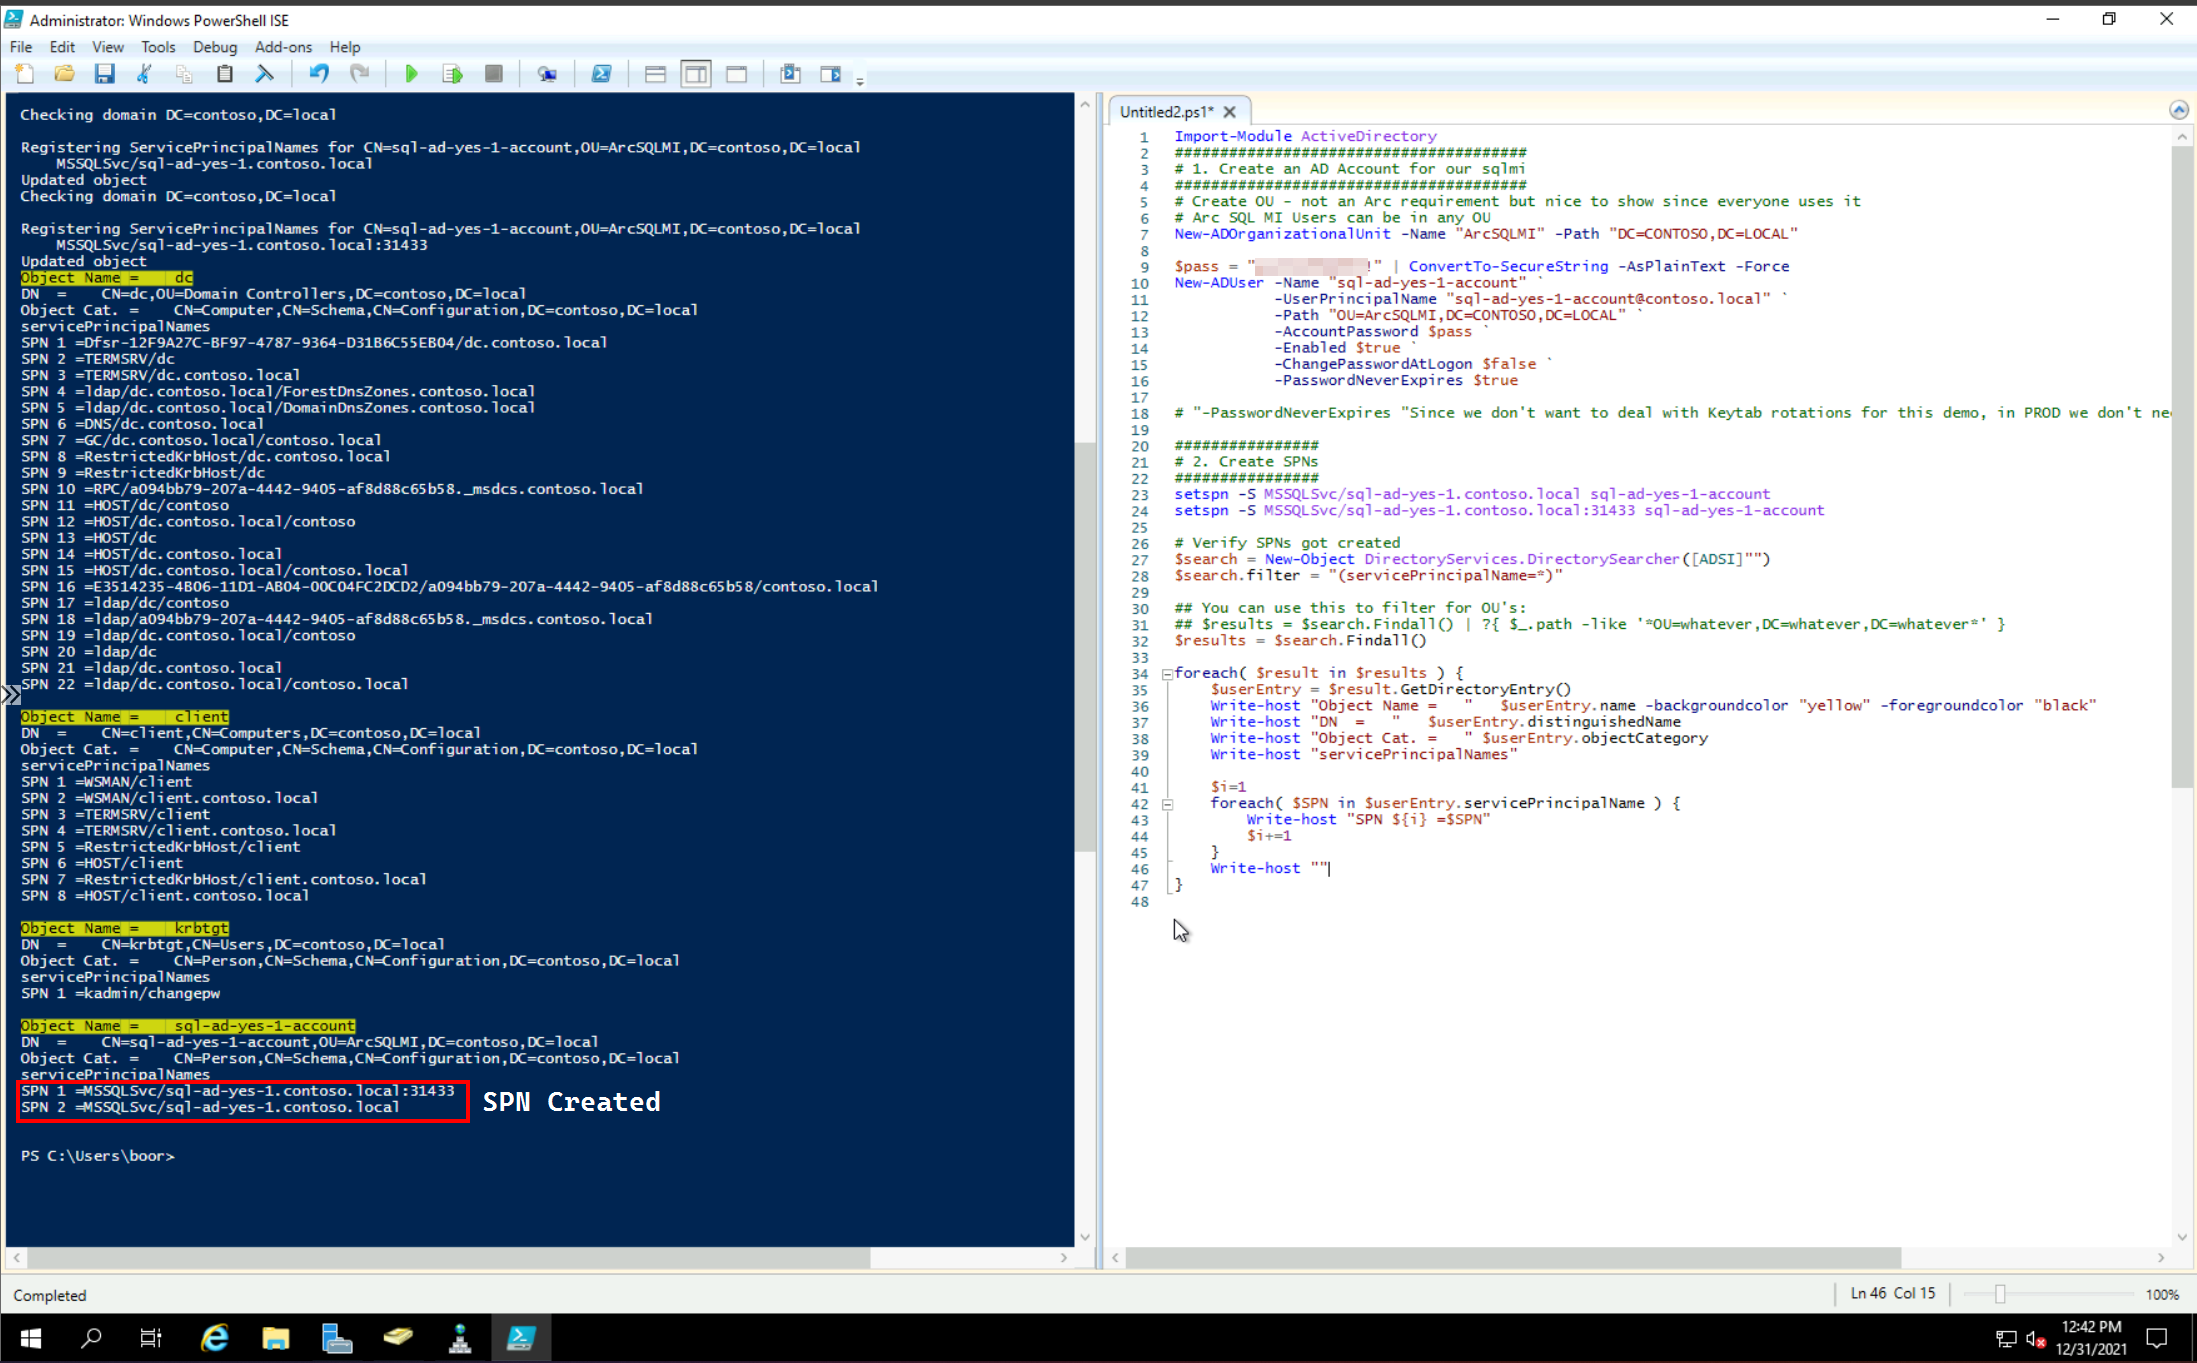 Administrator: Windows PowerShell ISE
File Edit View Tools Debug Add-ons Help
Checking domain DC=contoso,DC=local
Registering ServicePrincipalNames for CN=sql-ad-yes-1-account,OU=ArcSQLMI,DC=contoso,DC=local
MSSQLSvc/sql-ad-yes-1.contoso.local
Updated object
Checking domain DC=contoso,DC=local
Registering ServicePrincipalNames for CN=sql-ad-yes-1-account,OU=ArcSQLMI,DC=contoso,DC=local
MSSQLSvc/sql-ad-yes-1.contoso.local:31433
Updated object
Object Name =    dc
DN  =    CN=dc,OU=Domain Controllers,DC=contoso,DC=local
Object Cat. =    CN=Computer,CN=Schema,CN=Configuration,DC=contoso,DC=local
servicePrincipalNames
SPN 1 =Dfsr-12F9A27C-BF97-4787-9364-D31B6C55EB04/dc.contoso.local
SPN 2 =TERMSRV/dc
SPN 3 =TERMSRV/dc.contoso.local
SPN 4 =ldap/dc.contoso.local/ForestDnsZones.contoso.local
SPN 5 =ldap/dc.contoso.local/DomainDnsZones.contoso.local
SPN 6 =DNS/dc.contoso.local
SPN 7 =GC/dc.contoso.local/contoso.local
SPN 8 =RestrictedKrbHost/dc.contoso.local
SPN 9 =RestrictedKrbHost/dc
SPN 10 =RPC/a094bb79-207a-4442-9405-af8d88c65b58._msdcs.contoso.local
SPN 11 =HOST/dc/contoso
SPN 12 =HOST/dc.contoso.local/contoso
SPN 13 =HOST/dc
SPN 14 =HOST/dc.contoso.local
SPN 15 =HOST/dc.contoso.local/contoso.local
SPN 16 =E3514235-4B06-11D1-AB04-00C04FC2DCD2/a094bb79-207a-4442-9405-af8d88c65b58/contoso.local
SPN 17 =ldap/dc/contoso
SPN 18 =ldap/a094bb79-207a-4442-9405-af8d88c65b58._msdcs.contoso.local
SPN 19 =ldap/dc.contoso.local/contoso
SPN 20 =ldap/dc
SPN 21 =ldap/dc.contoso.local
SPN 22 =ldap/dc.contoso.local/contoso.local
Object Name =    client
DN  =    CN=client,CN=Computers,DC=contoso,DC=local
Object Cat. =    CN=Computer,CN=Schema,CN=Configuration,DC=contoso,DC=local
servicePrincipalNames
SPN 1 =WSMAN/client
SPN 2 =WSMAN/client.contoso.local
SPN 3 =TERMSRV/client
SPN 4 =TERMSRV/client.contoso.local
SPN 5 =RestrictedKrbHost/client
SPN 6 =HOST/client
SPN 7 =RestrictedKrbHost/client.contoso.local
SPN 8 =HOST/client.contoso.local
Object Name =    krbtgt
DN  =    CN=krbtgt,CN=Users,DC=contoso,DC=local
Object Cat. =    CN=Person,CN=Schema,CN=Configuration,DC=contoso,DC=local
servicePrincipalNames
SPN 1 =kadmin/changepw
Object Name =    sql-ad-yes-1-account
DN  =    CN=sql-ad-yes-1-account,OU=ArcSQLMI,DC=contoso,DC=local
Object Cat. =    CN=Person,CN=Schema,CN=Configuration,DC=contoso,DC=local
servicePrincipalNames
SPN 1 =MSSQLSvc/sql-ad-yes-1.contoso.local:31433
SPN 2 =MSSQLSvc/sql-ad-yes-1.contoso.local
SPN Created
PS C:\Users\boor>
Untitled2.ps1*
1 Import-Module ActiveDirectory
2 #######################################
3 # 1. Create an AD Account for our sqlmi
4 #######################################
5 # Create OU - not an Arc requirement but nice to show since everyone uses it
6 # Arc SQL MI Users can be in any OU
7 New-ADOrganizationalUnit -Name "ArcSQLMI" -Path "DC=CONTOSO,DC=LOCAL"
8
9 $pass = "!" | ConvertTo-SecureString -AsPlainText -Force
10 New-ADUser -Name "sql-ad-yes-1-account" `
11 -UserPrincipalName "sql-ad-yes-1-account@contoso.local" `
12 -Path "OU=ArcSQLMI,DC=CONTOSO,DC=LOCAL" `
13 -AccountPassword $pass `
14 -Enabled $true `
15 -ChangePasswordAtLogon $false `
16 -PasswordNeverExpires $true
17
18 # "-PasswordNeverExpires "Since we don't want to deal with Keytab rotations for this demo, in PROD we don't ne
19
20 ################
21 # 2. Create SPNs
22 ################
23 setspn -S MSSQLSvc/sql-ad-yes-1.contoso.local sql-ad-yes-1-account
24 setspn -S MSSQLSvc/sql-ad-yes-1.contoso.local:31433 sql-ad-yes-1-account
25
26 # Verify SPNs got created
27 $search = New-Object DirectoryServices.DirectorySearcher([ADSI]"")
28 $search.filter = "(servicePrincipalName=*)"
29
30 ## You can use this to filter for OU's:
31 ## $results = $search.Findall() | ?{ $_.path -like '*OU=whatever,DC=whatever,DC=whatever*' }
32 $results = $search.Findall()
33
34 foreach( $result in $results ) {
35 $userEntry = $result.GetDirectoryEntry()
36 Write-host "Object Name =   "   $userEntry.name -backgroundcolor "yellow" -foregroundcolor "black"
37 Write-host "DN  =   "   $userEntry.distinguishedName
38 Write-host "Object Cat. =   " $userEntry.objectCategory
39 Write-host "servicePrincipalNames"
40
41 $i=1
42 foreach( $SPN in $userEntry.servicePrincipalName ) {
43 Write-host "SPN ${i} =$SPN"
44 $i+=1
45 }
46 Write-host ""
47 }
48
Completed
Ln 46 Col 15
100%
12:42 PM
12/31/2021